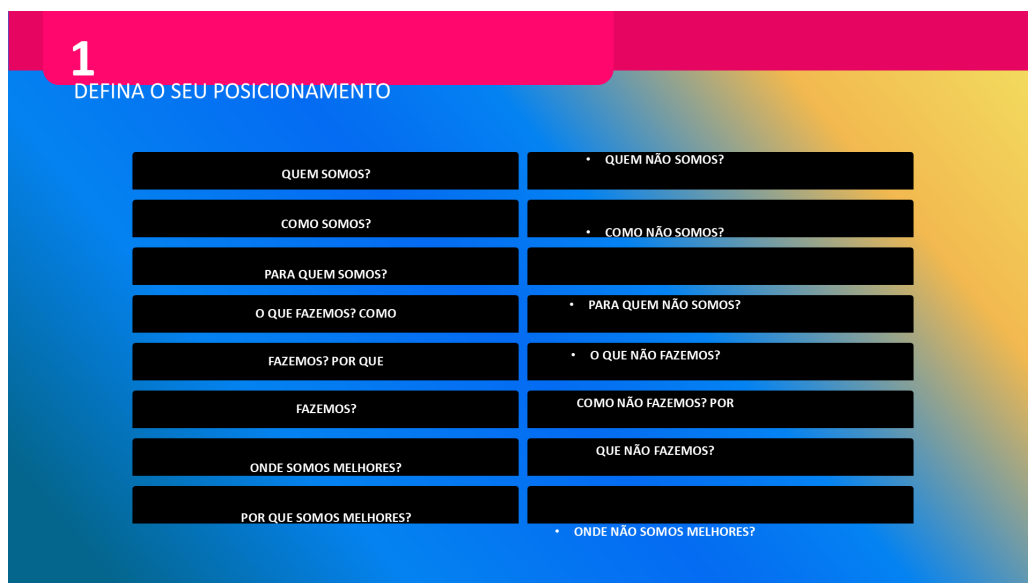 1
DEFINA O SEU POSICIONAMENTO
QUEM SOMOS?
COMO SOMOS?
PARA QUEM SOMOS?
O QUE FAZEMOS? COMO
FAZEMOS? POR QUE
FAZEMOS?
ONDE SOMOS MELHORES?
POR QUE SOMOS MELHORES?
• QUEM NÃO SOMOS?
• COMO NÃO SOMOS?
• PARA QUEM NÃO SOMOS?
• O QUE NÃO FAZEMOS?
COMO NÃO FAZEMOS? POR
QUE NÃO FAZEMOS?
• ONDE NÃO SOMOS MELHORES?